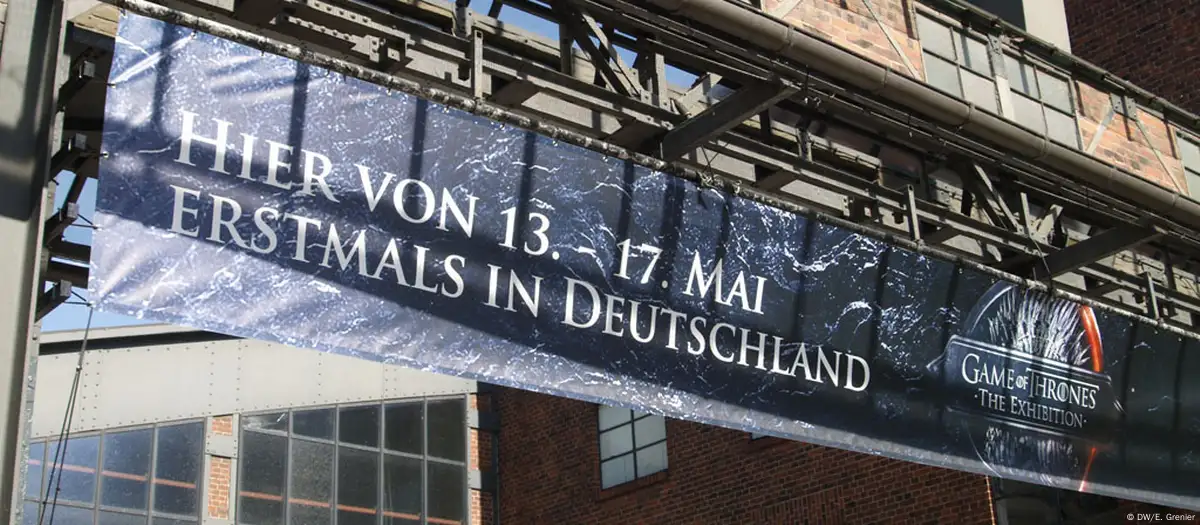 HIER VON 13. - 17. MAI
ERSTMALS IN DEUTSCHLAND
GAME OF THRONES
·THE EXHIBITION·
© DW/E. Grenier